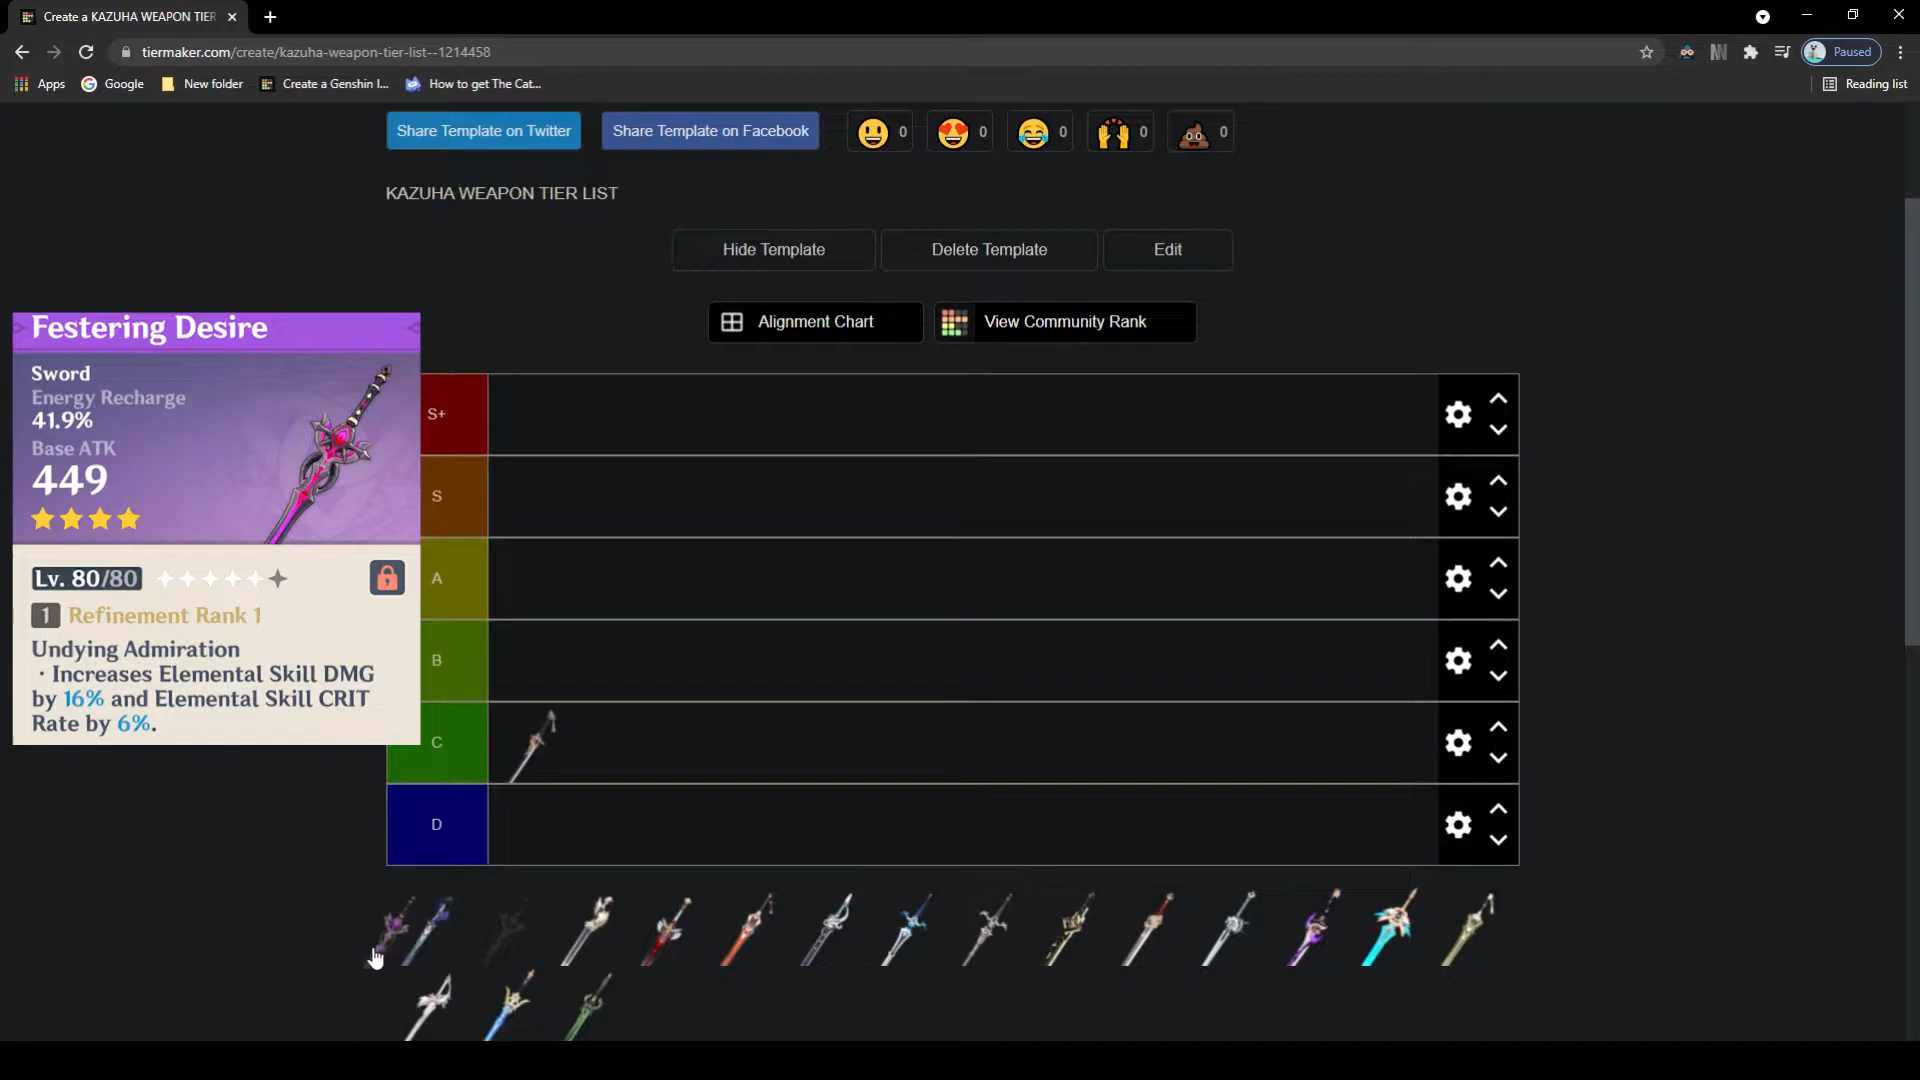 Create a KAZUHA WEAPON TIER
tiermaker.com/create/kazuha-weapon-tier-list--1214458
Paused
Apps
Google
New folder
Create a Genshin I...
How to get The Cat...
Reading list
Share Template on Twitter
Share Template on Facebook
0
0
0
0
0
KAZUHA WEAPON TIER LIST
Hide Template
Delete Template
Edit
Alignment Chart
View Community Rank
Festering Desire
Sword
Energy Recharge
41.9%
Base ATK
449
Lv. 80/80
1 Refinement Rank 1
Undying Admiration
· Increases Elemental Skill DMG
by 16% and Elemental Skill CRIT
Rate by 6%.
S+
S
A
B
C
D